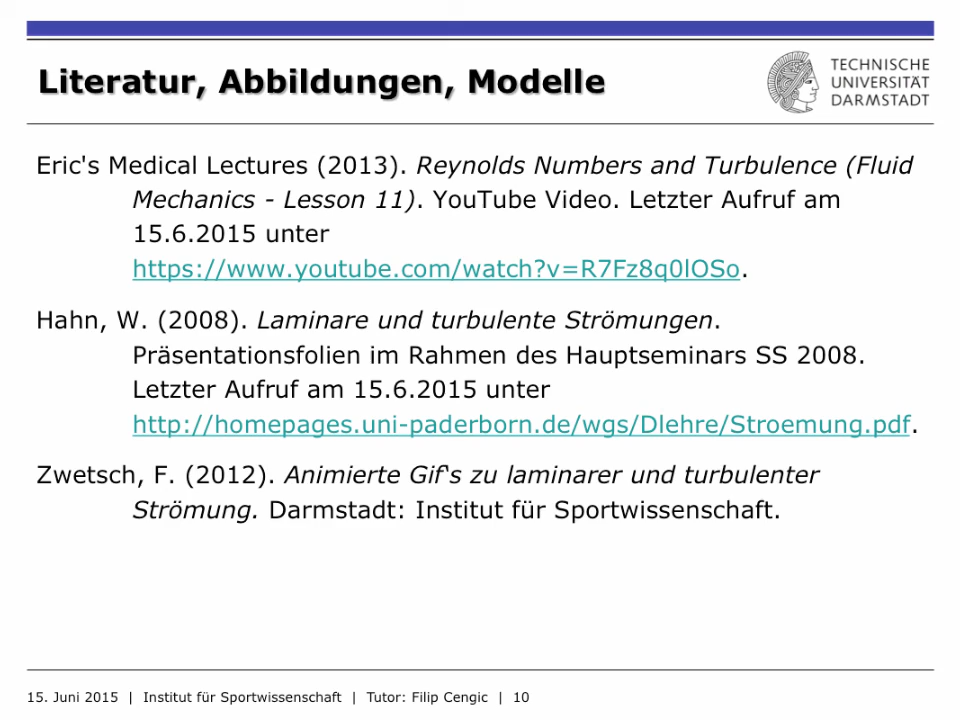 Literatur, Abbildungen, Modelle
TECHNISCHE
UNIVERSITÄT
DARMSTADT
Eric's Medical Lectures (2013). Reynolds Numbers and Turbulence (Fluid
Mechanics - Lesson 11). YouTube Video. Letzter Aufruf am
15.6.2015 unter
https://www.youtube.com/watch?v=R7Fz8q0lOSo.
Hahn, W. (2008). Laminare und turbulente Strömungen.
Präsentationsfolien im Rahmen des Hauptseminars SS 2008.
Letzter Aufruf am 15.6.2015 unter
http://homepages.uni-paderborn.de/wgs/Dlehre/Stroemung.pdf.
Zwetsch, F. (2012). Animierte Gif's zu laminarer und turbulenter
Strömung. Darmstadt: Institut für Sportwissenschaft.
15. Juni 2015 | Institut für Sportwissenschaft | Tutor: Filip Cengic | 10